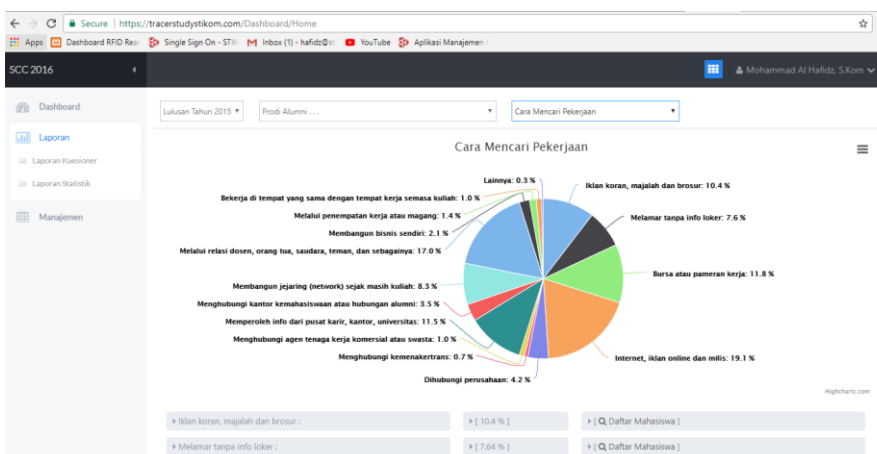 Secure | https://tracerstudystikom.com/Dashboard/Home
Apps Dashboard RFID Rea Single Sign On - STIK Inbox (1) - hafidz@st YouTube Aplikasi Manajemen
SCC 2016
Mohammad Al Hafidz, S.Kom
Dashboard
Laporan
Laporan Kuesioner
Laporan Statistik
Manajemen
Lulusan Tahun 2015 Prodi Alumni . . . Cara Mencari Pekerjaan
Cara Mencari Pekerjaan
Lainnya: 0.3 %
Iklan koran, majalah dan brosur: 10.4 %
Bekerja di tempat yang sama dengan tempat kerja semasa kuliah: 1.0 %
Melalui penempatan kerja atau magang: 1.4 %
Melamar tanpa info loker: 7.6 %
Membangun bisnis sendiri: 2.1 %
Melalui relasi dosen, orang tua, saudara, teman, dan sebagainya: 17.0 %
Bursa atau pameran kerja: 11.8 %
Membangun jejaring (network) sejak masih kuliah: 8.3 %
Menghubungi kantor kemahasiswaan atau hubungan alumni: 3.5 %
Memperoleh info dari pusat karir, kantor, universitas: 11.5 %
Menghubungi agen tenaga kerja komersial atau swasta: 1.0 %
Menghubungi kemenakertrans: 0.7 %
Internet, iklan online dan milis: 19.1 %
Dihubungi perusahaan: 4.2 %
Highcharts.com
Iklan koran, majalah dan brosur : [ 10.4 % ] [ Daftar Mahasiswa ]
Melamar tanpa info loker : [ 7.64 % ] [ Daftar Mahasiswa ]